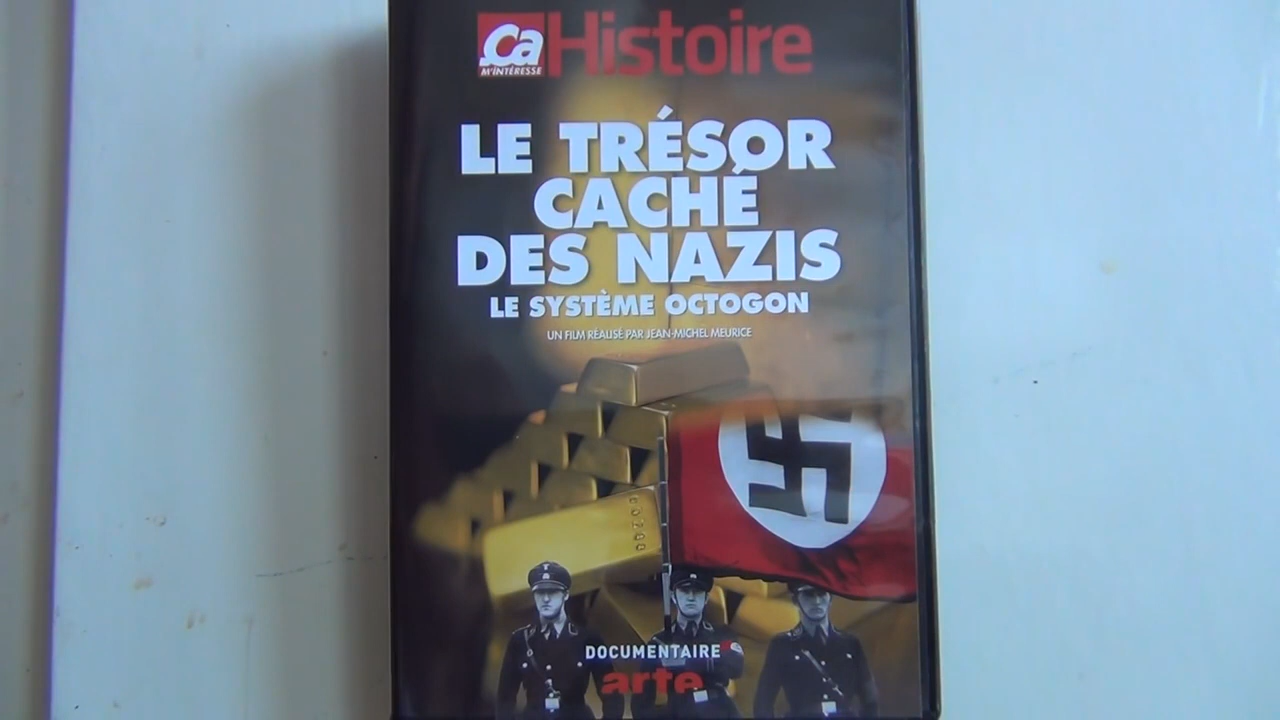 Ça Histoire
M'INTÉRESSE
LE TRÉSOR
CACHÉ
DES NAZIS
LE SYSTÈME OCTOGON
UN FILM RÉALISÉ PAR JEAN-MICHEL MEURICE
DOCUMENTAIRE
arte